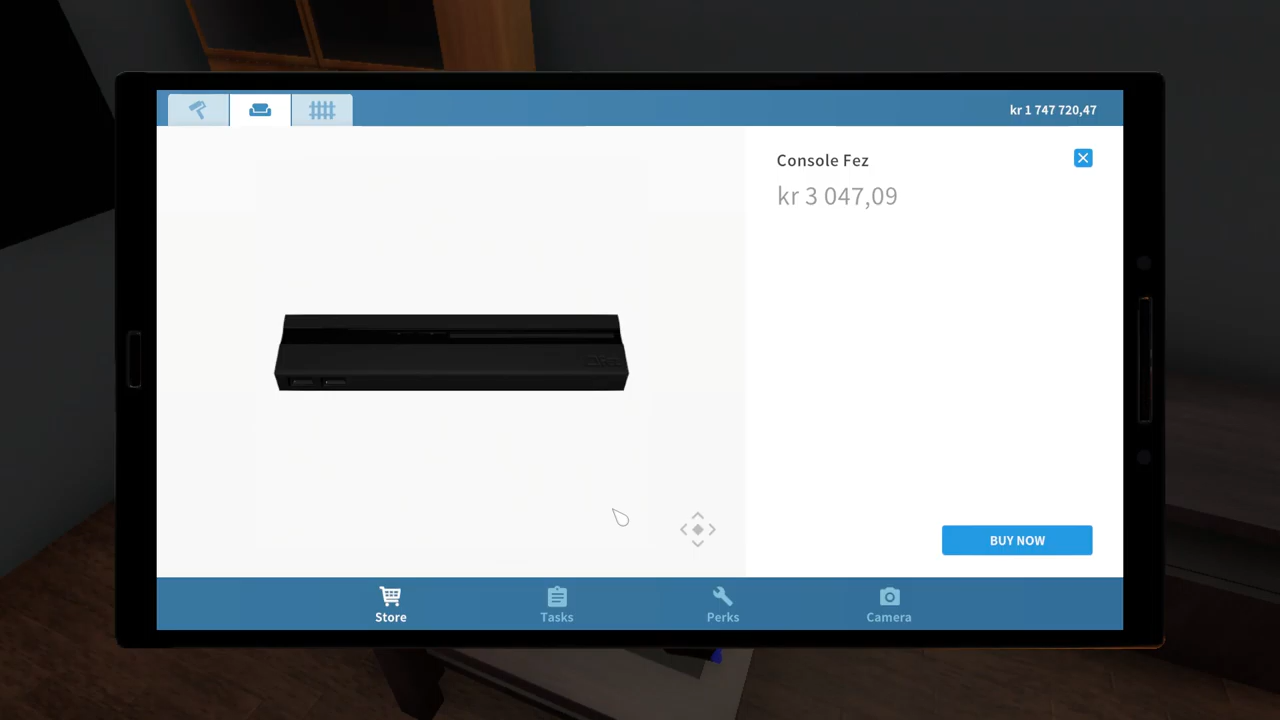 kr 1 747 720,47
Console Fez
kr 3 047,09
BUY NOW
Store
Tasks
Perks
Camera